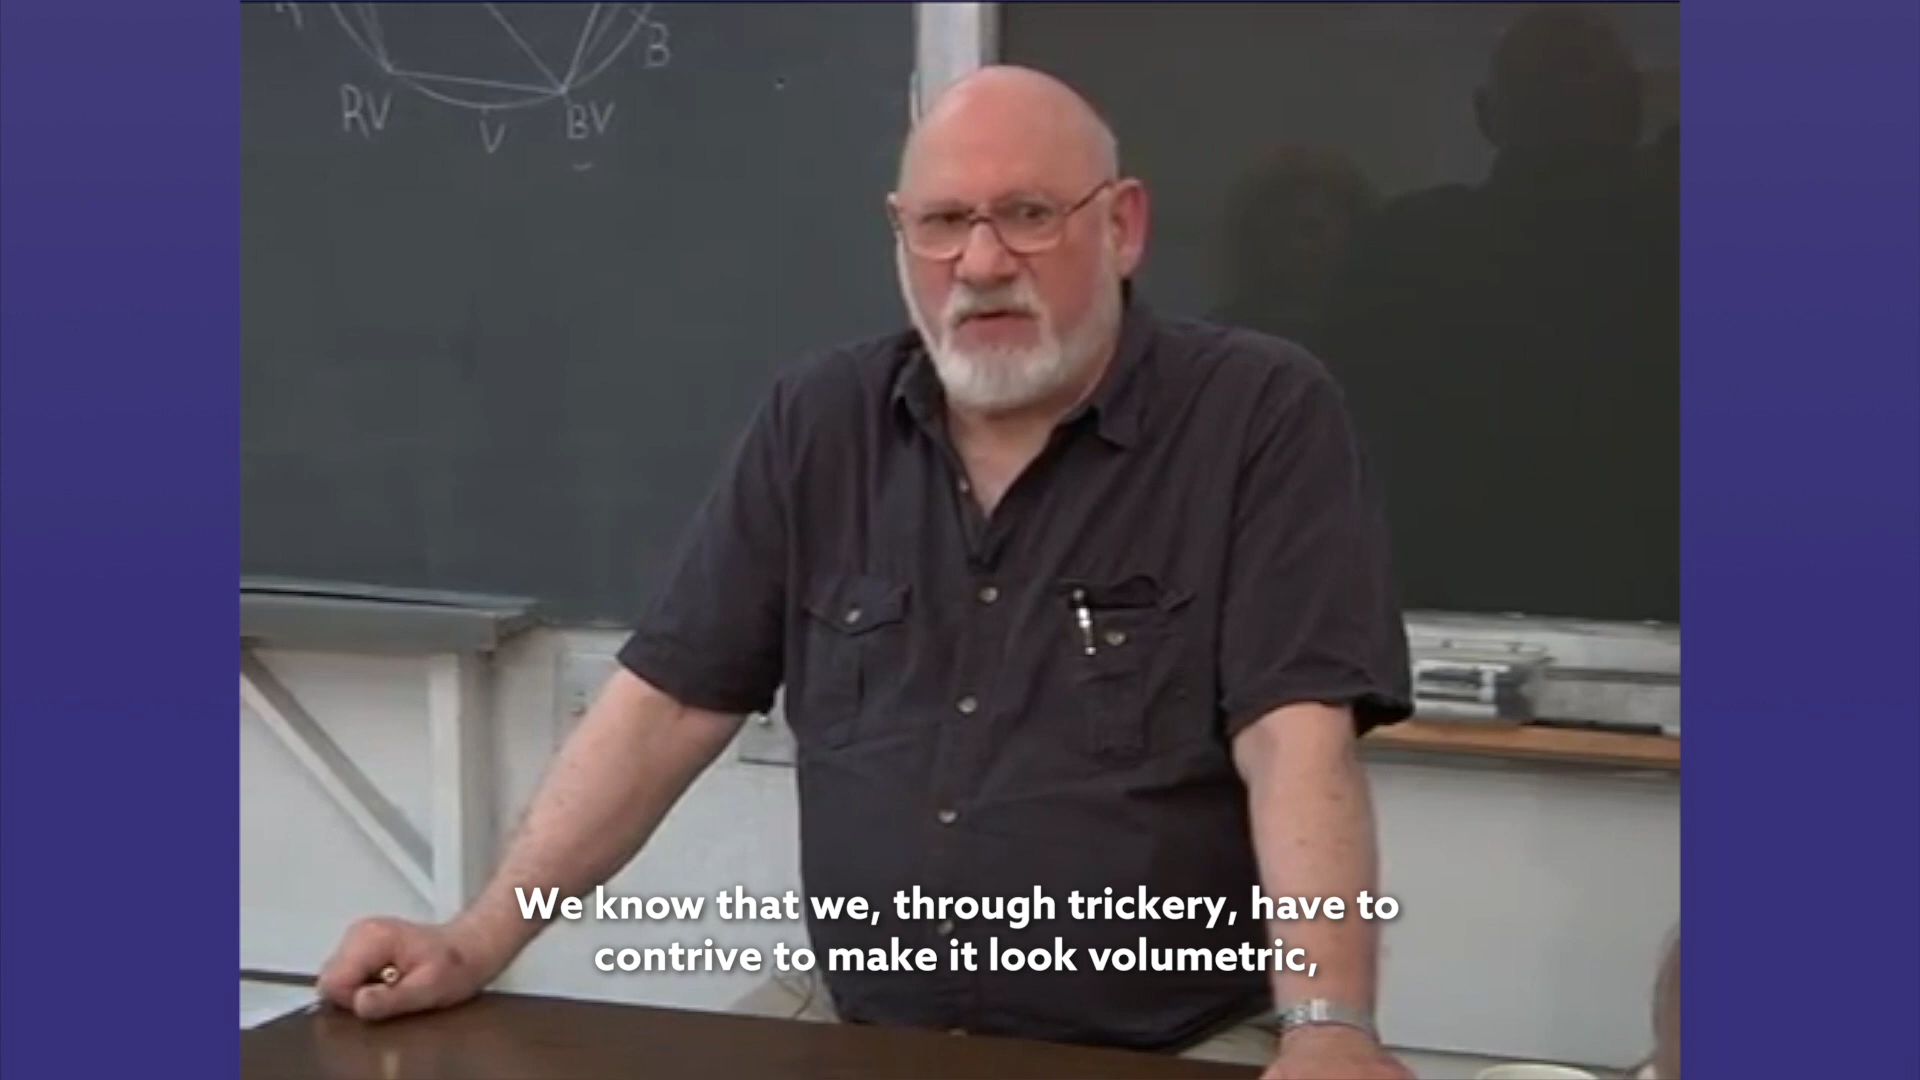 B
RV
V
BV
We know that we, through trickery, have to
contrive to make it look volumetric,